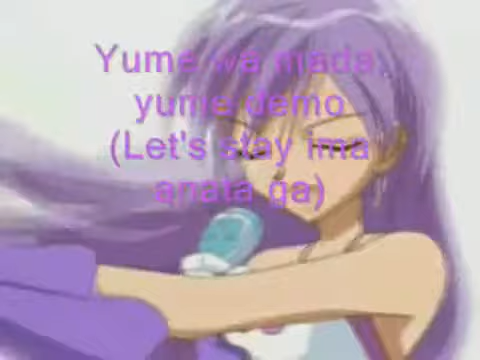 Yume wa mada
yume demo
(Let's stay ima
anata ga)